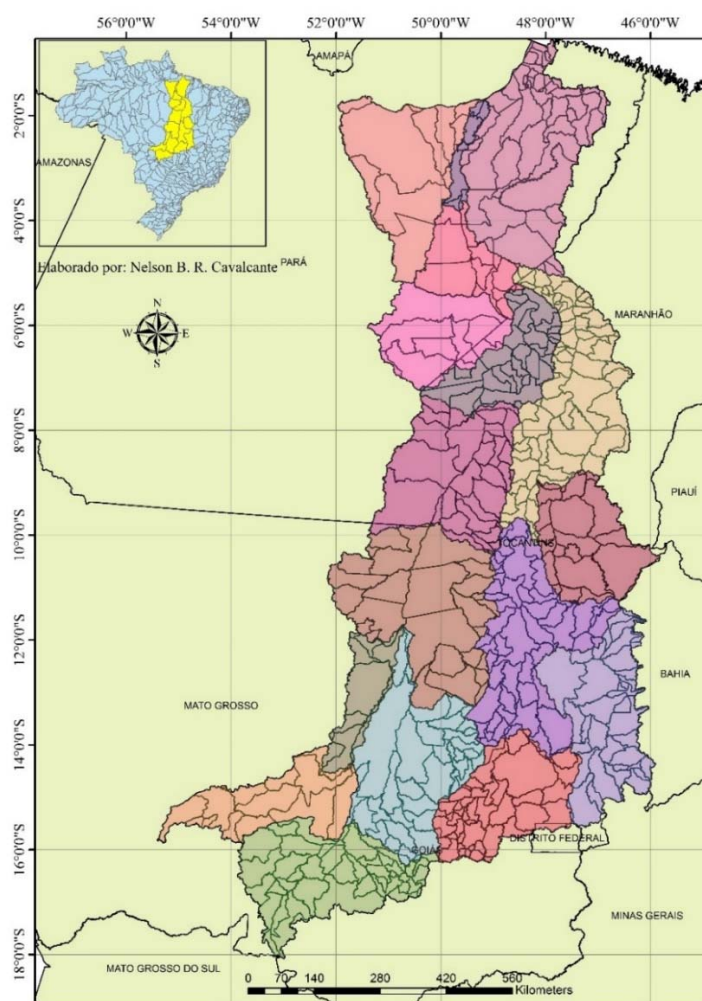 56°0'0"W 54°0'0"W 52°0'0"W 50°0'0"W 48°0'0"W 46°0'0"W
AMAPÁ
2°0'0"S
AMAZONAS
4°0'0"S
PARÁ
Elaborado por: Nelson B. R. Cavalcante
N
W E
S
MARANHÃO
6°0'0"S
8°0'0"S
PIAUÍ
10°0'0"S
TOCANTINS
12°0'0"S
BAHIA
MATO GROSSO
14°0'0"S
DISTRITO FEDERAL
GOIÁS
16°0'0"S
MINAS GERAIS
MATO GROSSO DO SUL
18°0'0"S
0 70 140 280 420 560
Kilometers